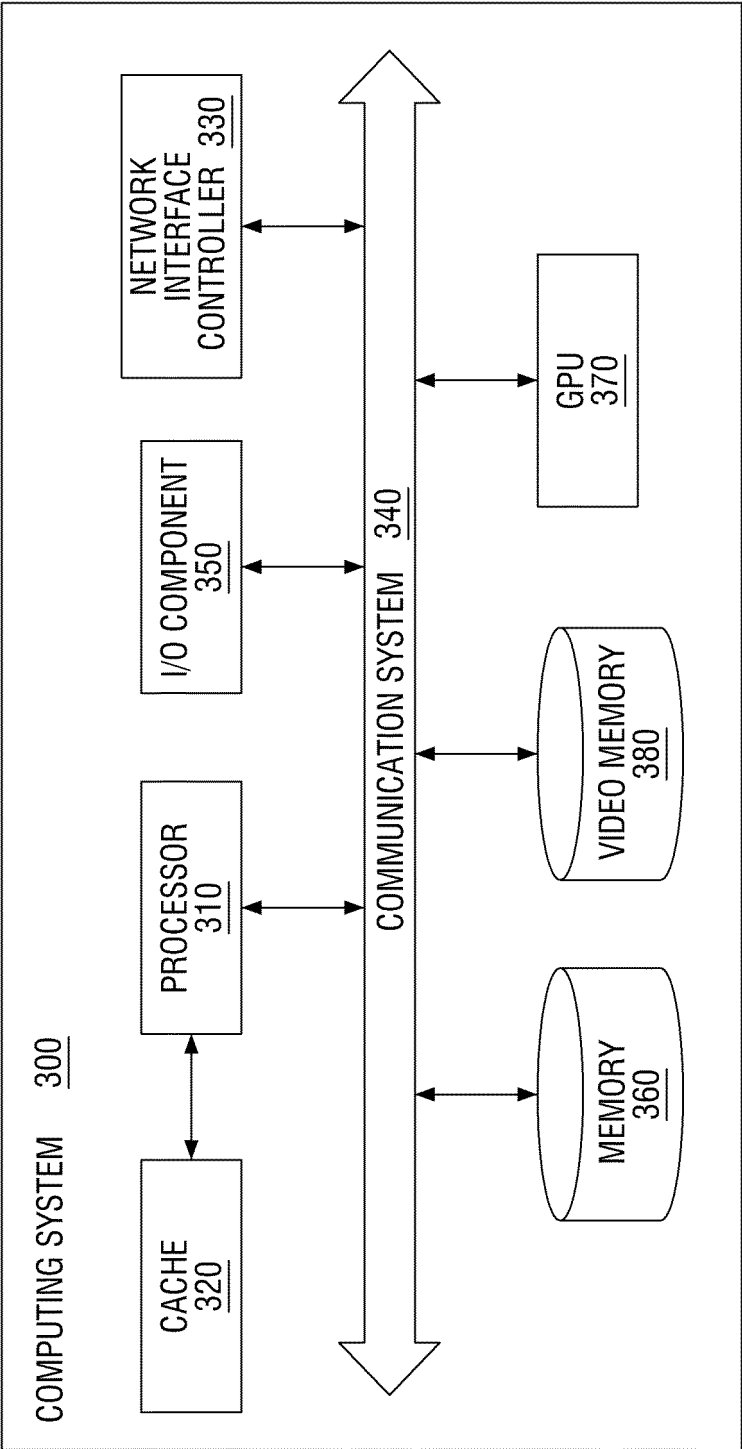 COMPUTING SYSTEM 300
CACHE
320
PROCESSOR
310
I/O COMPONENT
350
NETWORK
INTERFACE
CONTROLLER 330
COMMUNICATION SYSTEM 340
MEMORY
360
VIDEO MEMORY
380
GPU
370